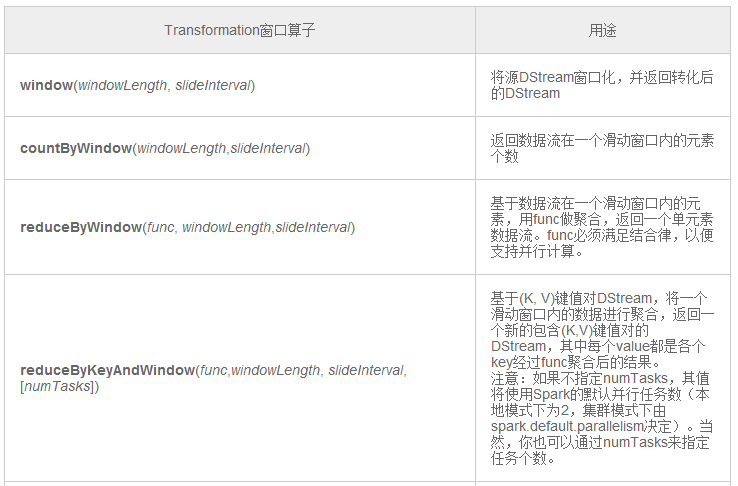 Transformation窗口算子
用途
window(windowLength, slideInterval)
将源DStream窗口化，并返回转化后
的DStream
countByWindow(windowLength,slideInterval)
返回数据流在一个滑动窗口内的元素
个数
reduceByWindow(func, windowLength,slideInterval)
基于数据流在一个滑动窗口内的元
素，用func做聚合，返回一个单元素
数据流。func必须满足结合律，以便
支持并行计算。
reduceByKeyAndWindow(func,windowLength, slideInterval,
[numTasks])
基于(K, V)键值对DStream，将一个
滑动窗口内的数据进行聚合，返回一
个新的包含(K,V)键值对的
DStream，其中每个value都是各个
key经过func聚合后的结果。
注意：如果不指定numTasks，其值
将使用Spark的默认并行任务数（本
地模式下为2，集群模式下由
spark.default.parallelism决定）。当
然，你也可以通过numTasks来指定
任务个数。